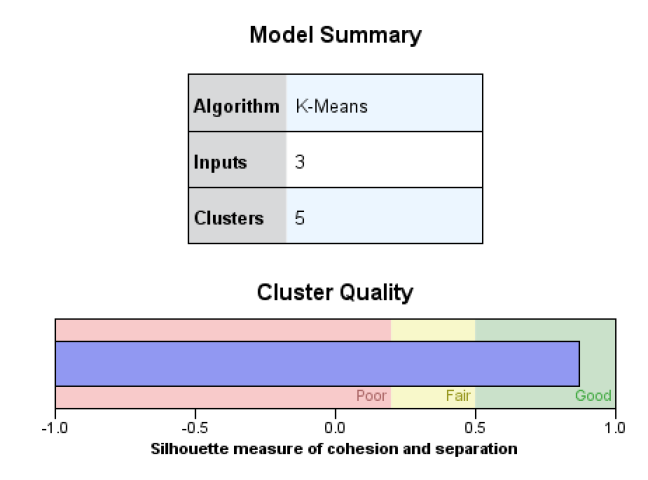 Model Summary
Algorithm K-Means
Inputs 3
Clusters 5
Cluster Quality
Poor Fair Good
-1.0 -0.5 0.0 0.5 1.0
Silhouette measure of cohesion and separation